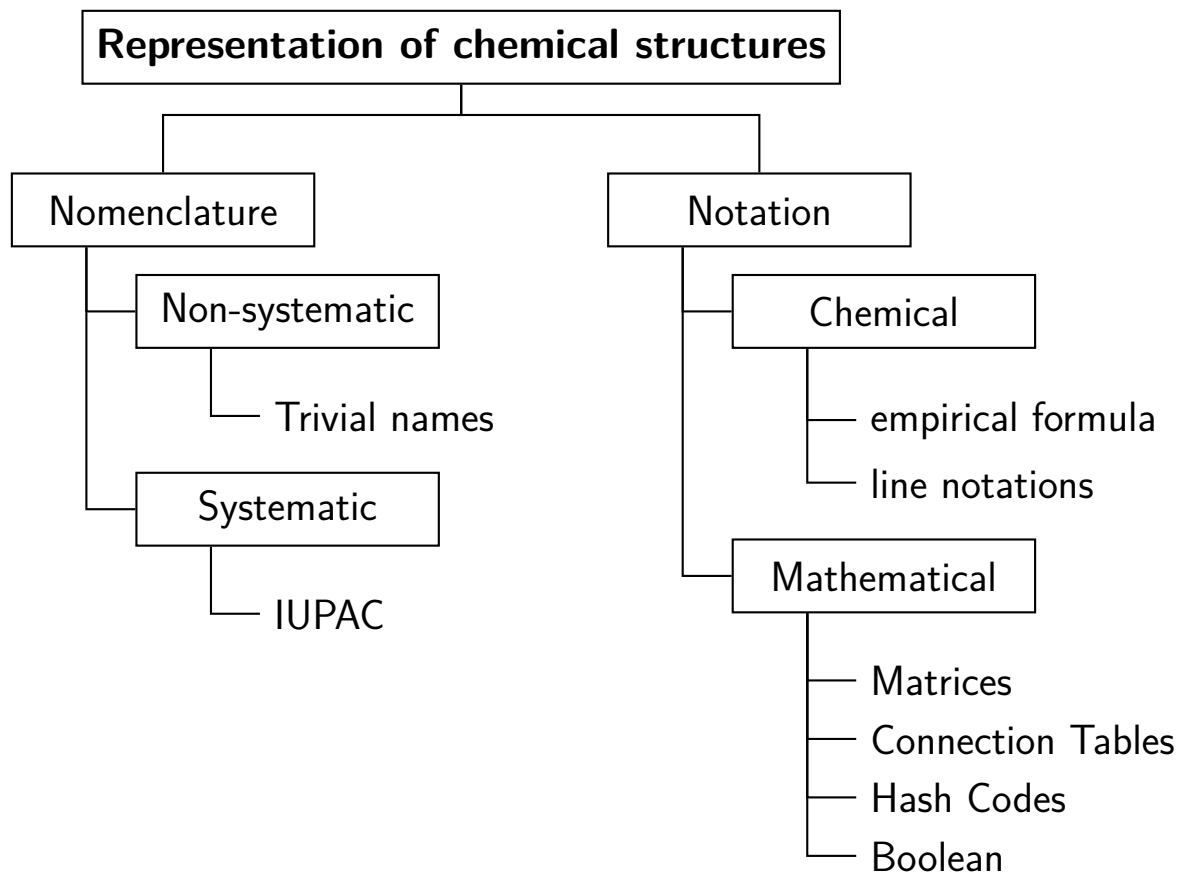 Representation of chemical structures
Nomenclature
Non-systematic
Trivial names
Systematic
IUPAC
Notation
Chemical
empirical formula
line notations
Mathematical
Matrices
Connection Tables
Hash Codes
Boolean